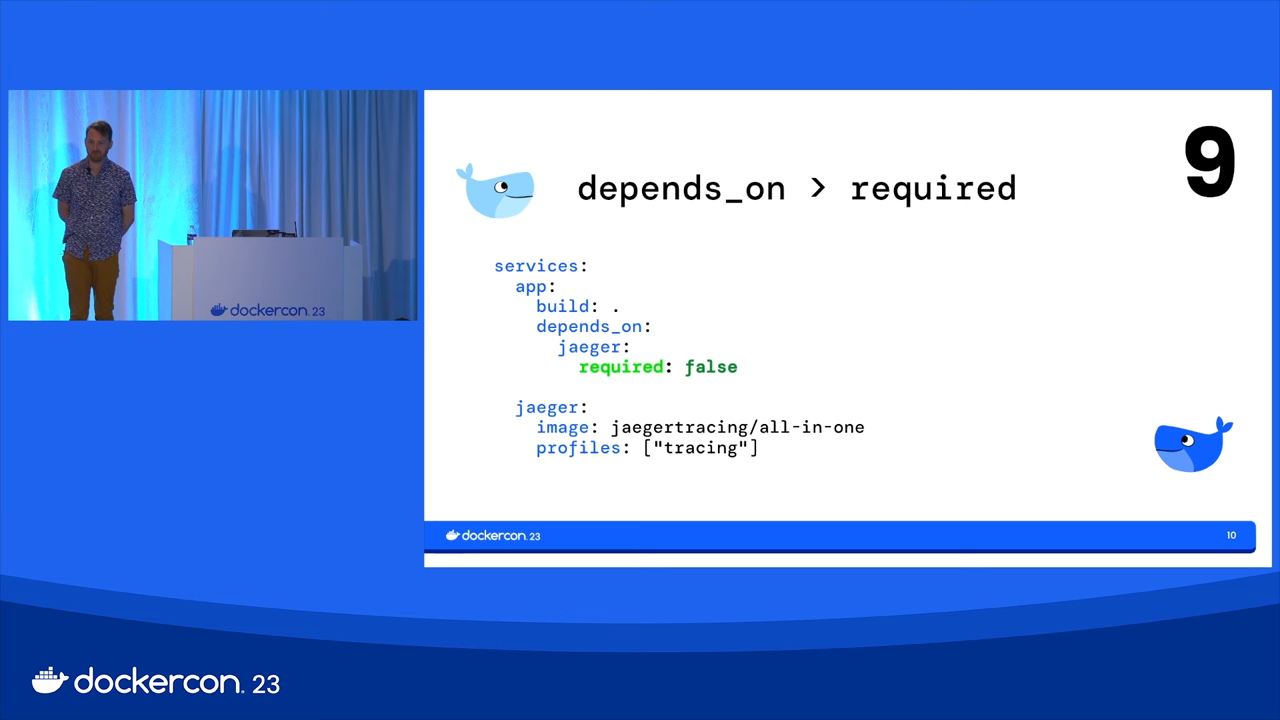 9
depends_on > required
services:
  app:
    build: .
    depends_on:
      jaeger:
        required: false
  jaeger:
    image: jaegertracing/all-in-one
    profiles: ["tracing"]
dockercon.23
dockercon.23
10
dockercon.23